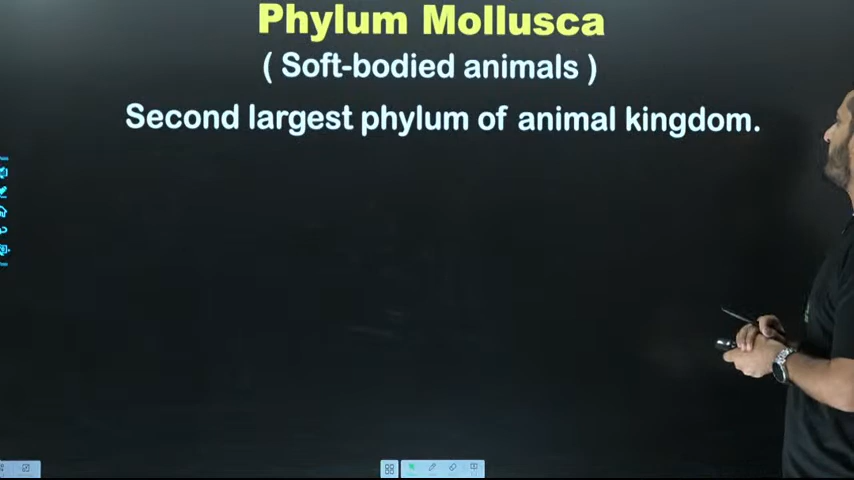 Phylum Mollusca
( Soft-bodied animals )
Second largest phylum of animal kingdom.